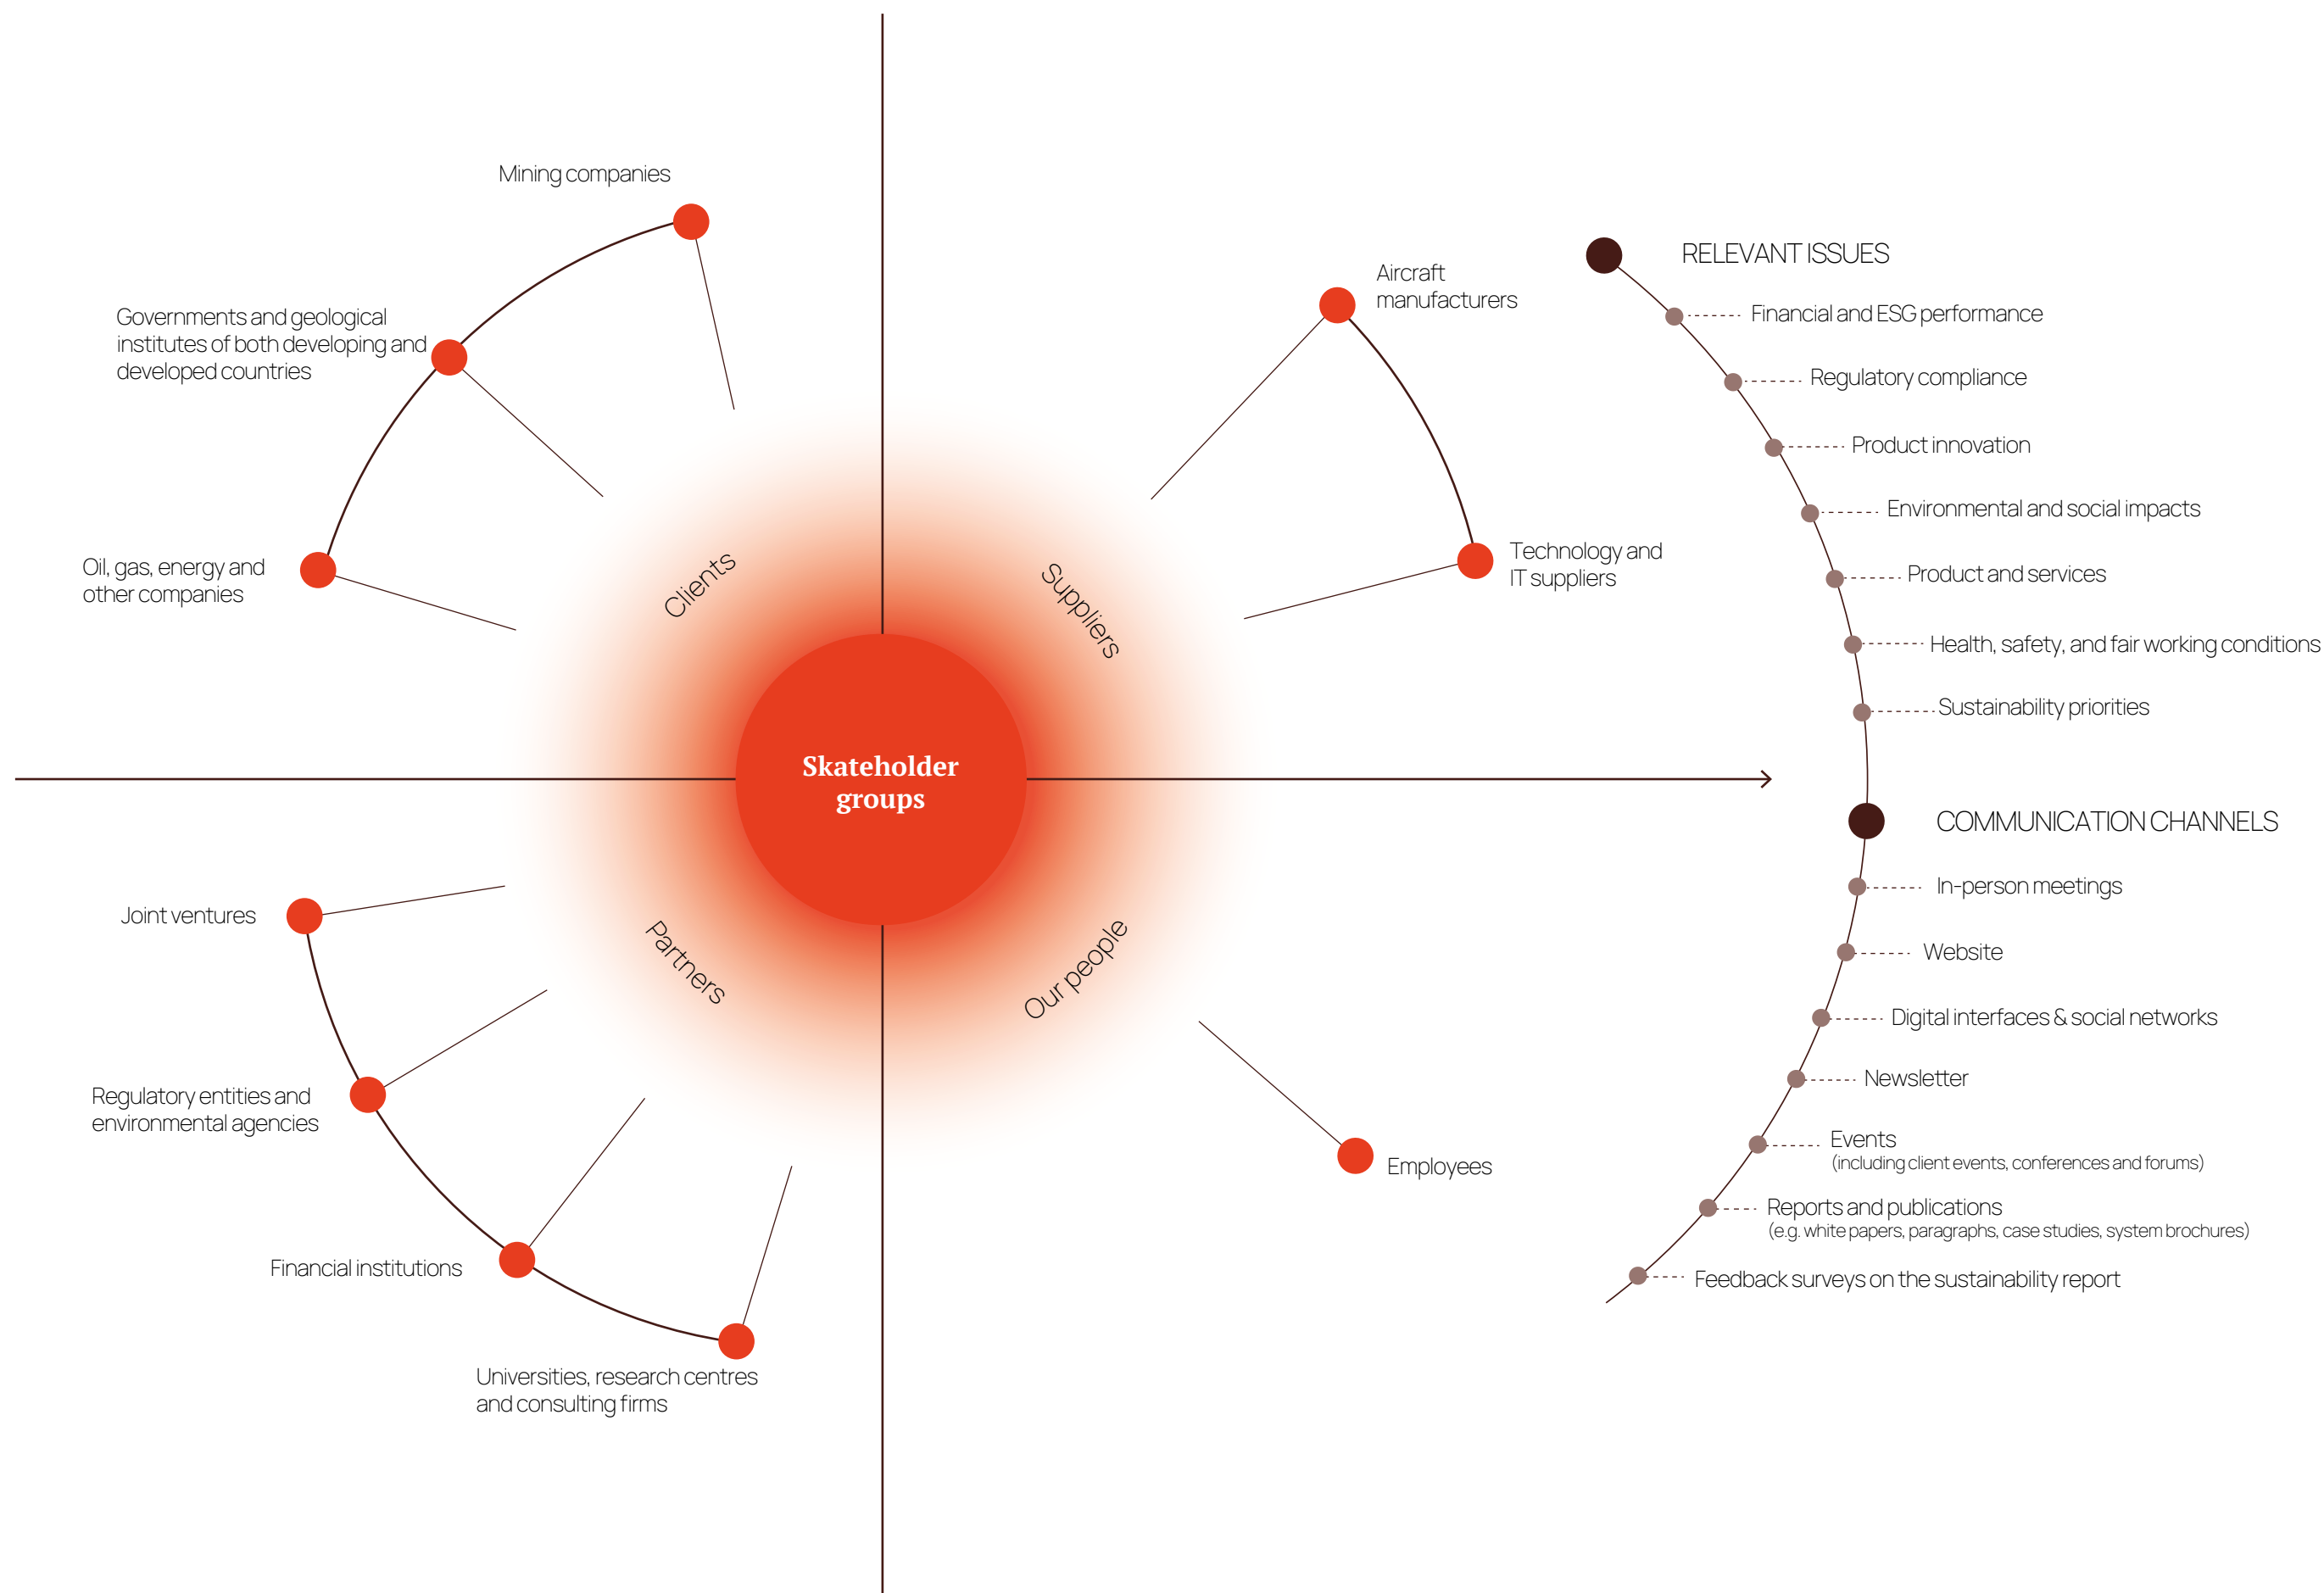 Mining companies
Governments and geological
institutes of both developing and
developed countries
Oil, gas, energy and
other companies
Clients
Aircraft
manufacturers
Technology and
IT suppliers
Suppliers
Skateholder
groups
Joint ventures
Regulatory entities and
environmental agencies
Financial institutions
Universities, research centres
and consulting firms
Partners
Our people
Employees
RELEVANT ISSUES
Financial and ESG performance
Regulatory compliance
Product innovation
Environmental and social impacts
Product and services
Health, safety, and fair working conditions
Sustainability priorities
COMMUNICATION CHANNELS
In-person meetings
Website
Digital interfaces & social networks
Newsletter
Events
(including client events, conferences and forums)
Reports and publications
(e.g. white papers, paragraphs, case studies, system brochures)
Feedback surveys on the sustainability report